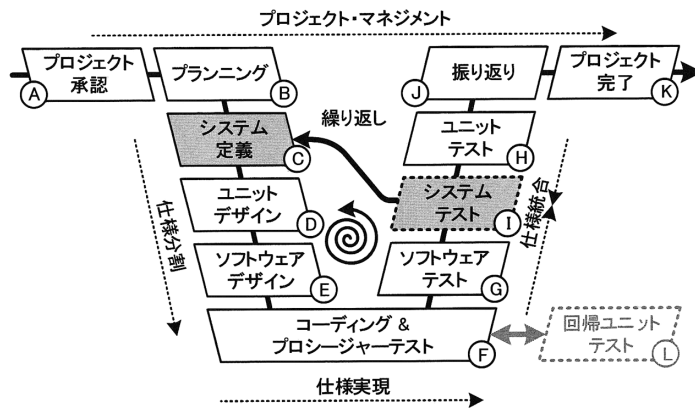 プロジェクト・マネジメント
プロジェクト
承認
A
プランニング
B
システム
定義
C
ユニット
デザイン
D
ソフトウェア
デザイン
E
コーディング &
プロシージャーテスト
F
ソフトウェア
テスト
G
システム
テスト
I
ユニット
テスト
H
振り返り
J
プロジェクト
完了
K
繰り返し
仕様分割
仕様統合
回帰ユニット
テスト
L
仕様実現